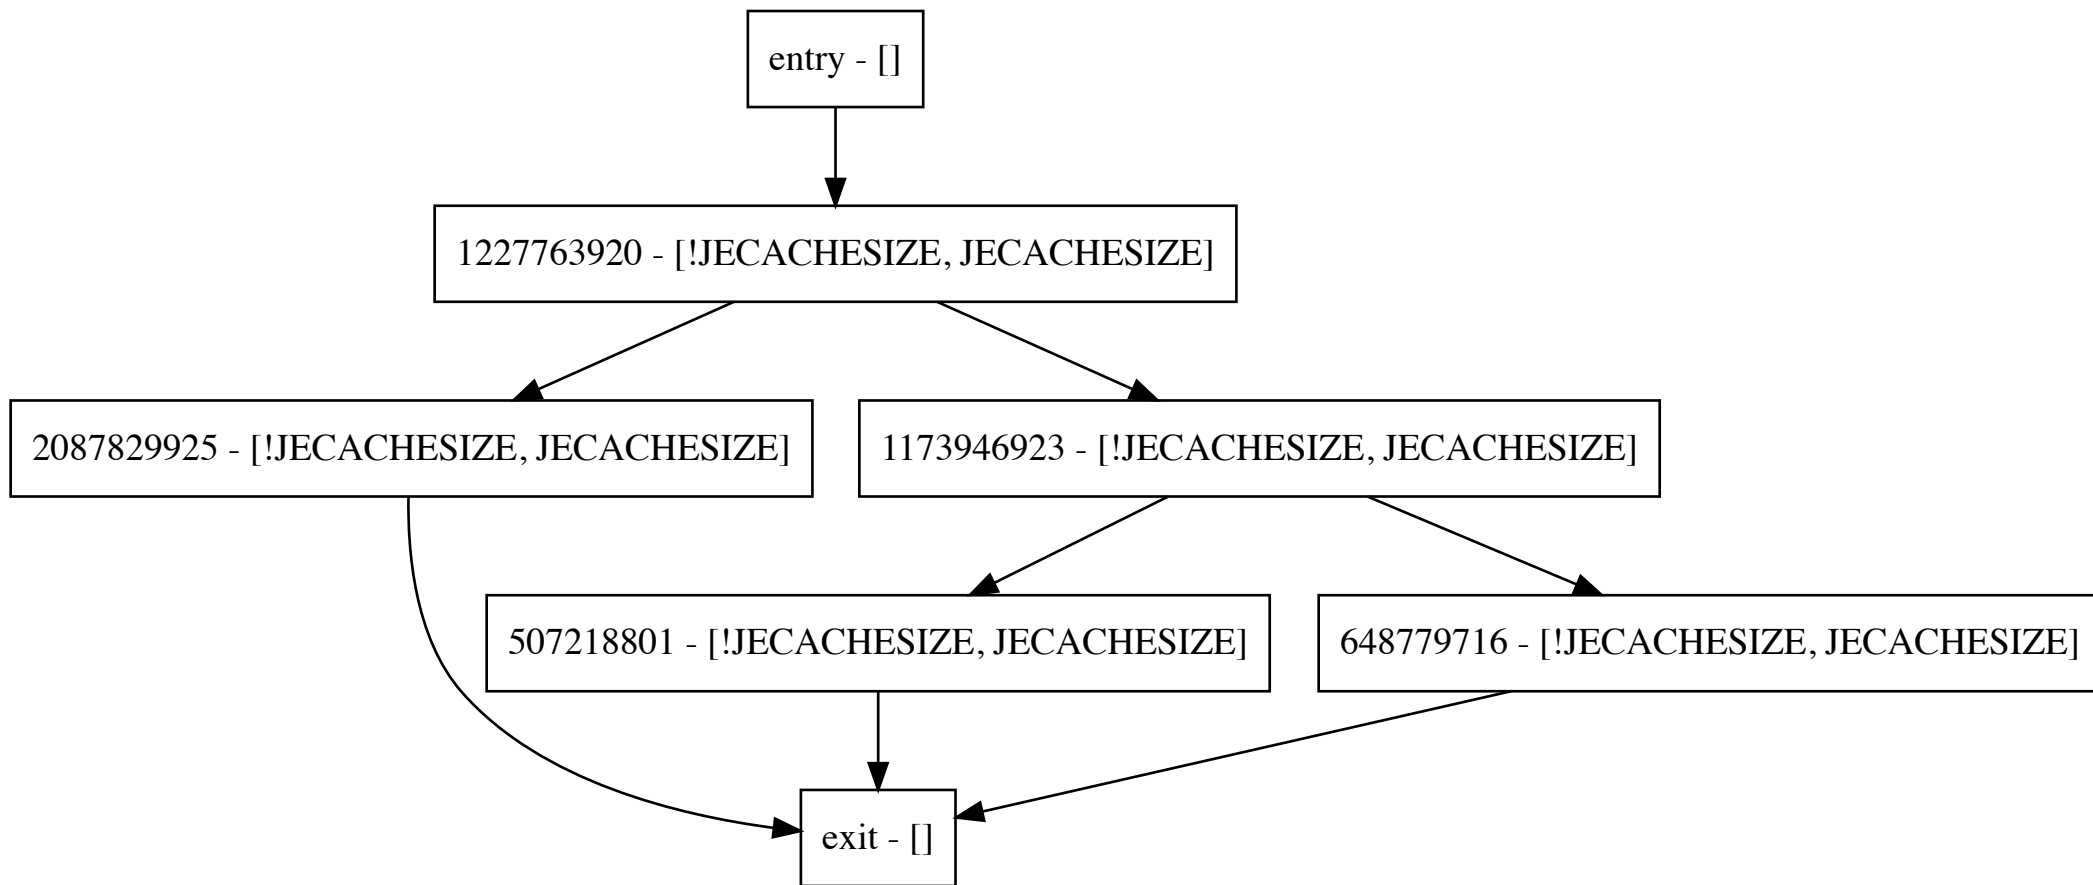 entry - []
1227763920 - [!JECACHESIZE, JECACHESIZE]
2087829925 - [!JECACHESIZE, JECACHESIZE]
1173946923 - [!JECACHESIZE, JECACHESIZE]
507218801 - [!JECACHESIZE, JECACHESIZE]
648779716 - [!JECACHESIZE, JECACHESIZE]
exit - []